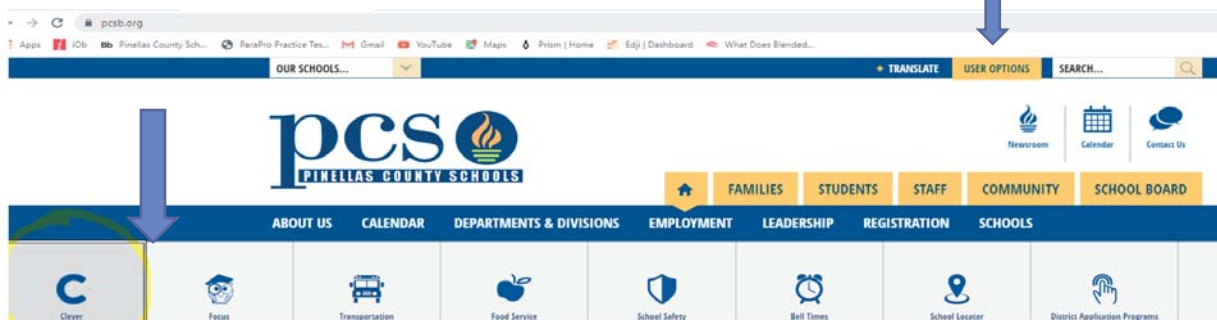 pcsb.org
Apps iOb Bb Pinellas County Sch... ParaPro Practice Tes... Gmail YouTube Maps Prism | Home Edji | Dashboard What Does Blended...
OUR SCHOOLS... + TRANSLATE USER OPTIONS SEARCH...
pcs
PINELLAS COUNTY SCHOOLS
Newsroom Calendar Contact Us
FAMILIES STUDENTS STAFF COMMUNITY SCHOOL BOARD
ABOUT US CALENDAR DEPARTMENTS & DIVISIONS EMPLOYMENT LEADERSHIP REGISTRATION SCHOOLS
C
Clever Focus Transportation Food Service School Safety Bell Times School Locator District Application Programs